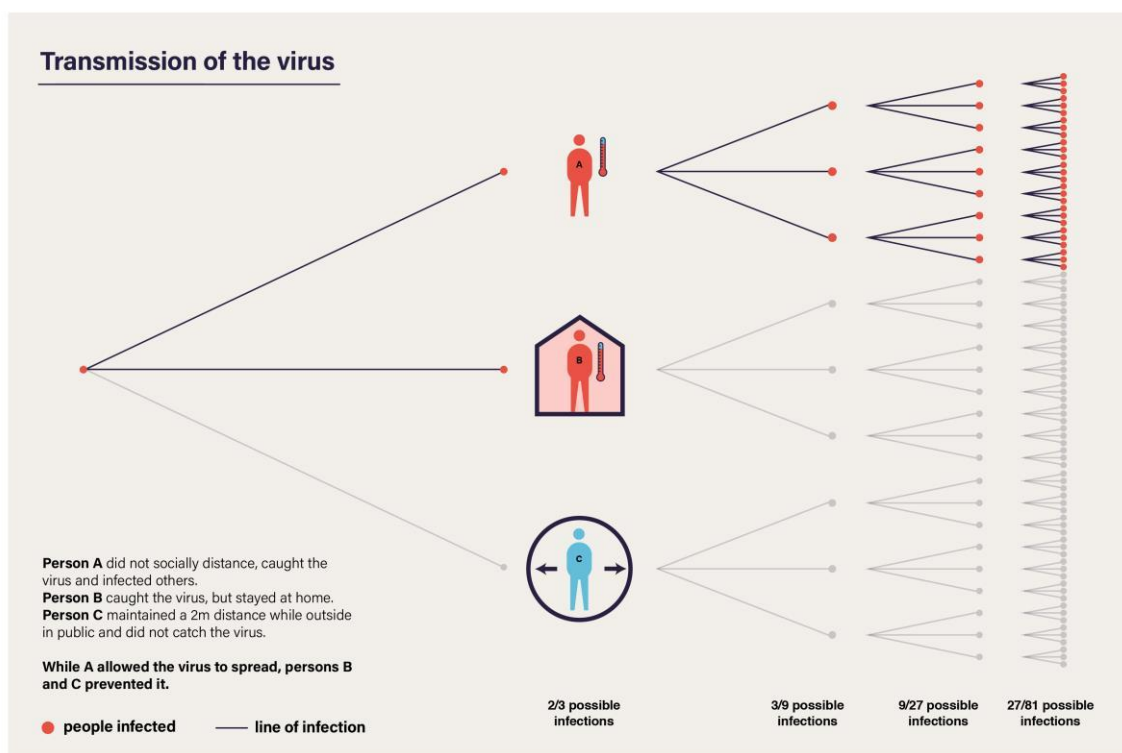 Transmission of the virus
A
B
C
Person A did not socially distance, caught the
virus and infected others.
Person B caught the virus, but stayed at home.
Person C maintained a 2m distance while outside
in public and did not catch the virus.
While A allowed the virus to spread, persons B
and C prevented it.
people infected
line of infection
2/3 possible
infections
3/9 possible
infections
9/27 possible
infections
27/81 possible
infections